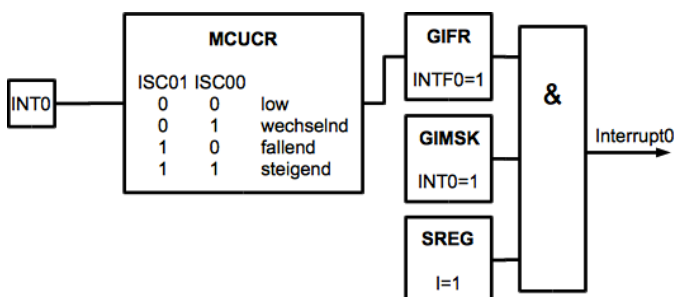 INT0
MCUCR
ISC01 ISC00
0 0 low
0 1 wechselnd
1 0 fallend
1 1 steigend
GIFR
INTF0=1
GIMSK
INT0=1
SREG
I=1
&
Interrupt0